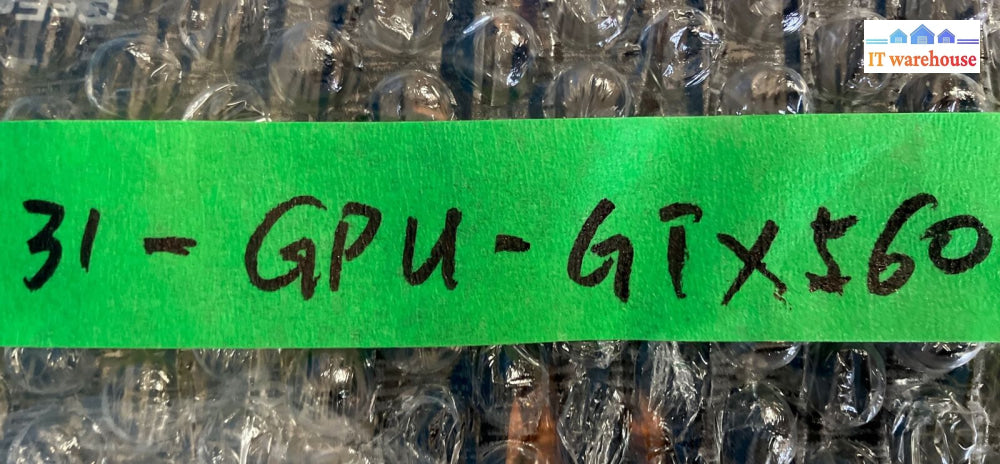 IT warehouse
31 - GPU - GTX560